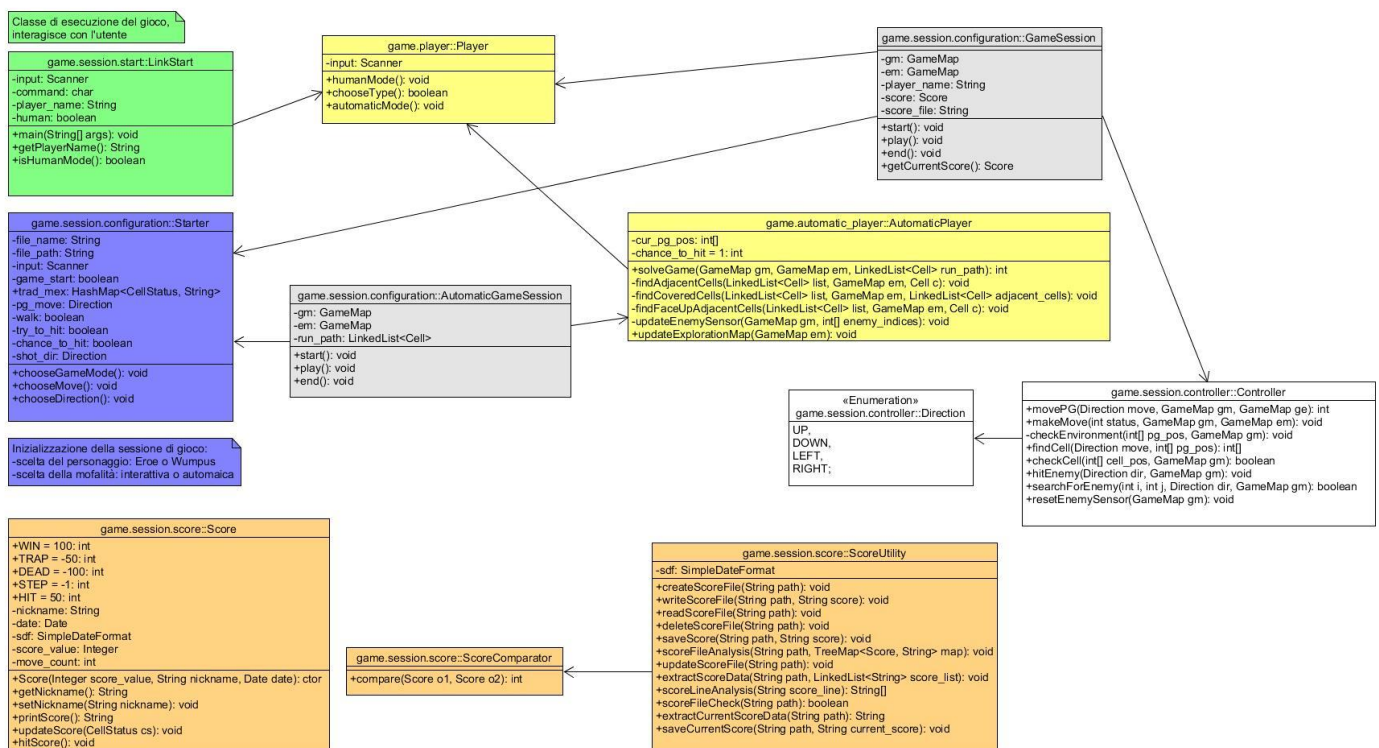 Classe di esecuzione del gioco,
interagisce con l'utente
game.session.start::LinkStart
-input: Scanner
-command: char
-player_name: String
-human: boolean
+main(String[] args): void
+getPlayerName(): String
+isHumanMode(): boolean
game.player::Player
-input: Scanner
+humanMode(): void
+chooseType(): boolean
+automaticMode(): void
game.session.configuration::GameSession
-gm: GameMap
-em: GameMap
-player_name: String
-score: Score
-score_file: String
+start(): void
+play(): void
+end(): void
+getCurrentScore(): Score
game.session.configuration::Starter
-file_name: String
-file_path: String
-input: Scanner
-game_start: boolean
+trad_mex: HashMap<CellStatus, String>
-pg_move: Direction
-walk: boolean
-try_to_hit: boolean
-chance_to_hit: boolean
-shot_dir: Direction
+chooseGameMode(): void
+chooseMove(): void
+chooseDirection(): void
game.session.configuration::AutomaticGameSession
-gm: GameMap
-em: GameMap
-run_path: LinkedList<Cell>
+start(): void
+play(): void
+end(): void
game.automatic_player::AutomaticPlayer
-cur_pg_pos: int[]
-chance_to_hit = 1: int
+solveGame(GameMap gm, GameMap em, LinkedList<Cell> run_path): int
-findAdjacentCells(LinkedList<Cell> list, GameMap em, Cell c): void
-findCoveredCells(LinkedList<Cell> list, GameMap em, LinkedList<Cell> adjacent_cells): void
-findFaceUpAdjacentCells(LinkedList<Cell> list, GameMap em, Cell c): void
-updateEnemySensor(GameMap gm, int[] enemy_indices): void
+updateExplorationMap(GameMap em): void
«Enumeration»
game.session.controller::Direction
UP,
DOWN,
LEFT,
RIGHT;
game.session.controller::Controller
+movePG(Direction move, GameMap gm, GameMap ge): int
+makeMove(int status, GameMap gm, GameMap em): void
-checkEnvironment(int[] pg_pos, GameMap gm): void
+findCell(Direction move, int[] pg_pos): int[]
+checkCell(int[] cell_pos, GameMap gm): boolean
+hitEnemy(Direction dir, GameMap gm): void
+searchForEnemy(int i, int j, Direction dir, GameMap gm): boolean
+resetEnemySensor(GameMap gm): void
Inizializzazione della sessione di gioco:
-scelta del personaggio: Eroe o Wumpus
-scelta della mofalità: interattiva o automaica
game.session.score::Score
+WIN = 100: int
+TRAP = -50: int
+DEAD = -100: int
+STEP = -1: int
+HIT = 50: int
-nickname: String
-date: Date
-sdf: SimpleDateFormat
-score_value: Integer
-move_count: int
+Score(Integer score_value, String nickname, Date date): ctor
+getNickname(): String
+setNickname(String nickname): void
+printScore(): String
+updateScore(CellStatus cs): void
+hitScore(): void
game.session.score::ScoreComparator
+compare(Score o1, Score o2): int
game.session.score::ScoreUtility
-sdf: SimpleDateFormat
+createScoreFile(String path): void
+writeScoreFile(String path, String score): void
+readScoreFile(String path): void
+deleteScoreFile(String path): void
+saveScore(String path, String score): void
+scoreFileAnalysis(String path, TreeMap<Score, String> map): void
+updateScoreFile(String path): void
+extractScoreData(String path, LinkedList<String> score_list): void
+scoreLineAnalysis(String score_line): String[]
+scoreFileCheck(String path): boolean
+extractCurrentScoreData(String path): String
+saveCurrentScore(String path, String current_score): void